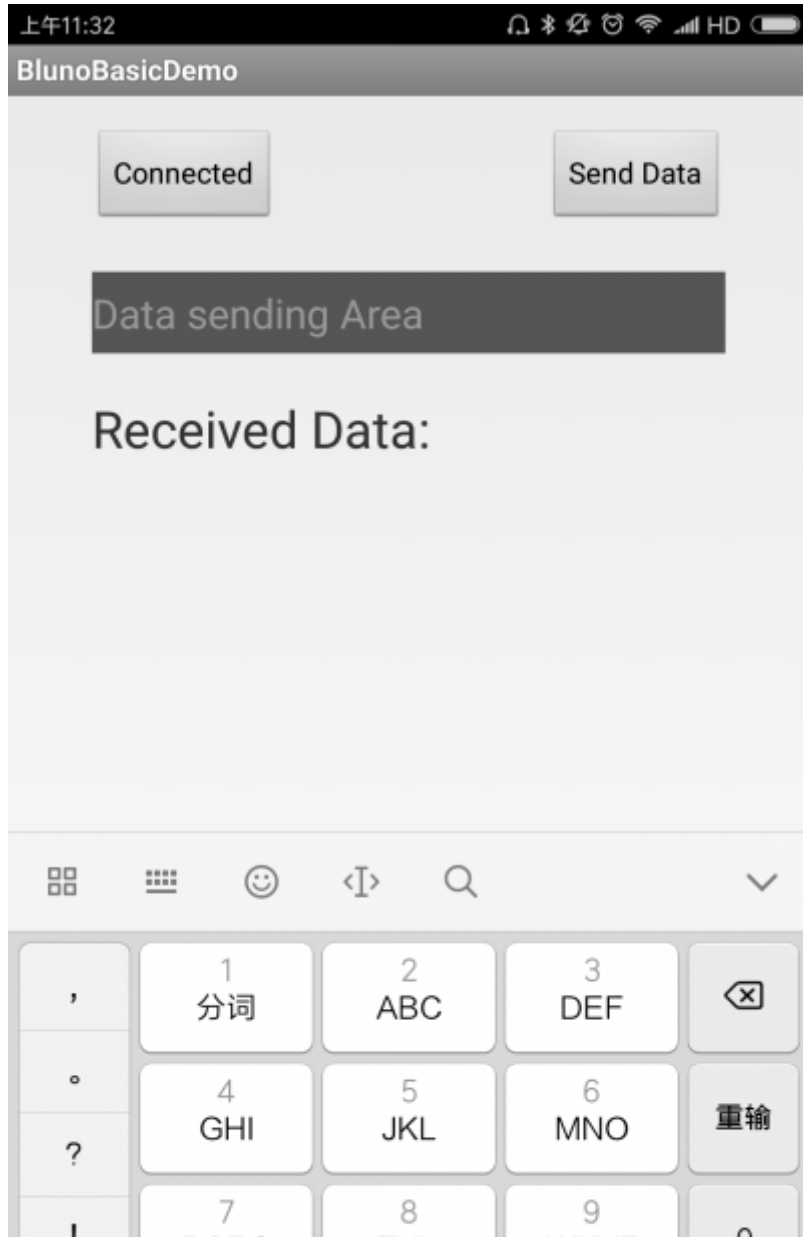 上午11:32 HD
BlunoBasicDemo
Connected Send Data
Data sending Area
Received Data:
, 1 2 3
分词 ABC DEF
。 4 5 6
GHI JKL MNO 重输
?
! 7 8 9